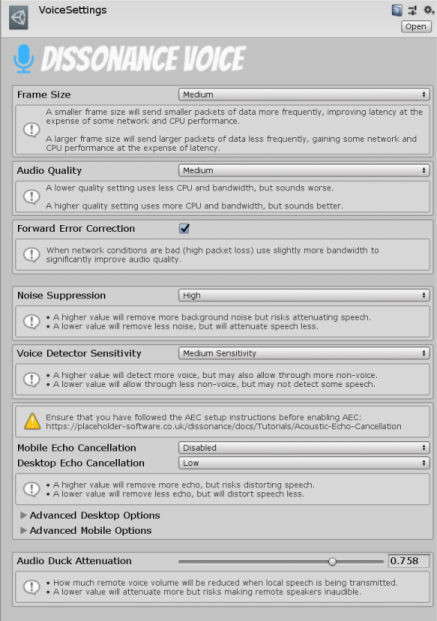 VoiceSettings
Open
DISSONANCE VOICE
Frame Size Medium
A smaller frame size will send smaller packets of data more frequently, improving latency at the
expense of some network and CPU performance.
A larger frame size will send larger packets of data less frequently, gaining some network and
CPU performance at the expense of latency.
Audio Quality Medium
A lower quality setting uses less CPU and bandwidth, but sounds worse.
A higher quality setting uses more CPU and bandwidth, but sounds better.
Forward Error Correction
When network conditions are bad (high packet loss) use slightly more bandwidth to
significantly improve audio quality.
Noise Suppression High
• A higher value will remove more background noise but risks attenuating speech.
• A lower value will remove less noise, but will attenuate speech less.
Voice Detector Sensitivity Medium Sensitivity
• A higher value will detect more voice, but may also allow through more non-voice.
• A lower value will allow through less non-voice, but may not detect some speech.
Ensure that you have followed the AEC setup instructions before enabling AEC:
https://placeholder-software.co.uk/dissonance/docs/Tutorials/Acoustic-Echo-Cancellation
Mobile Echo Cancellation Disabled
Desktop Echo Cancellation Low
• A higher value will remove more echo, but risks distorting speech.
• A lower value will remove less echo, but will distort speech less.
Advanced Desktop Options
Advanced Mobile Options
Audio Duck Attenuation 0.758
• How much remote voice volume will be reduced when local speech is being transmitted.
• A lower value will attenuate more but risks making remote speakers inaudible.